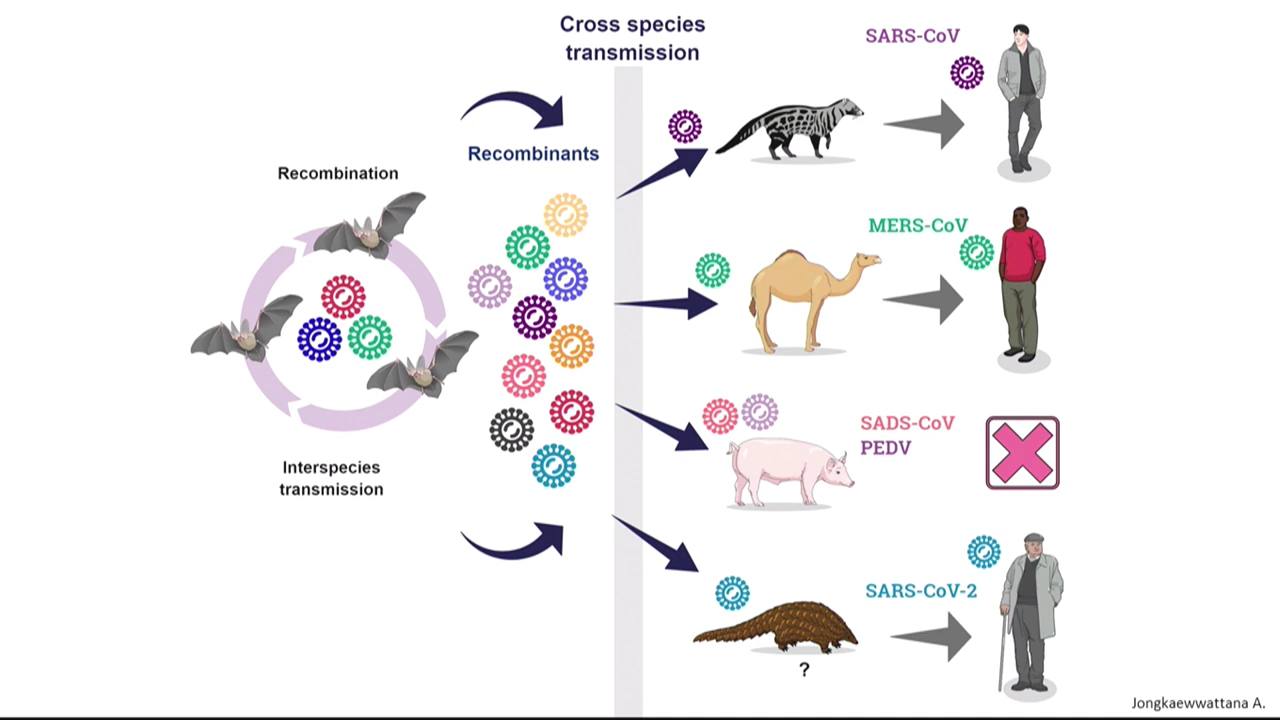 Cross species
transmission
SARS-CoV
Recombinants
Recombination
MERS-CoV
SADS-CoV
PEDV
Interspecies
transmission
SARS-CoV-2
?
Jongkaewwattana A.